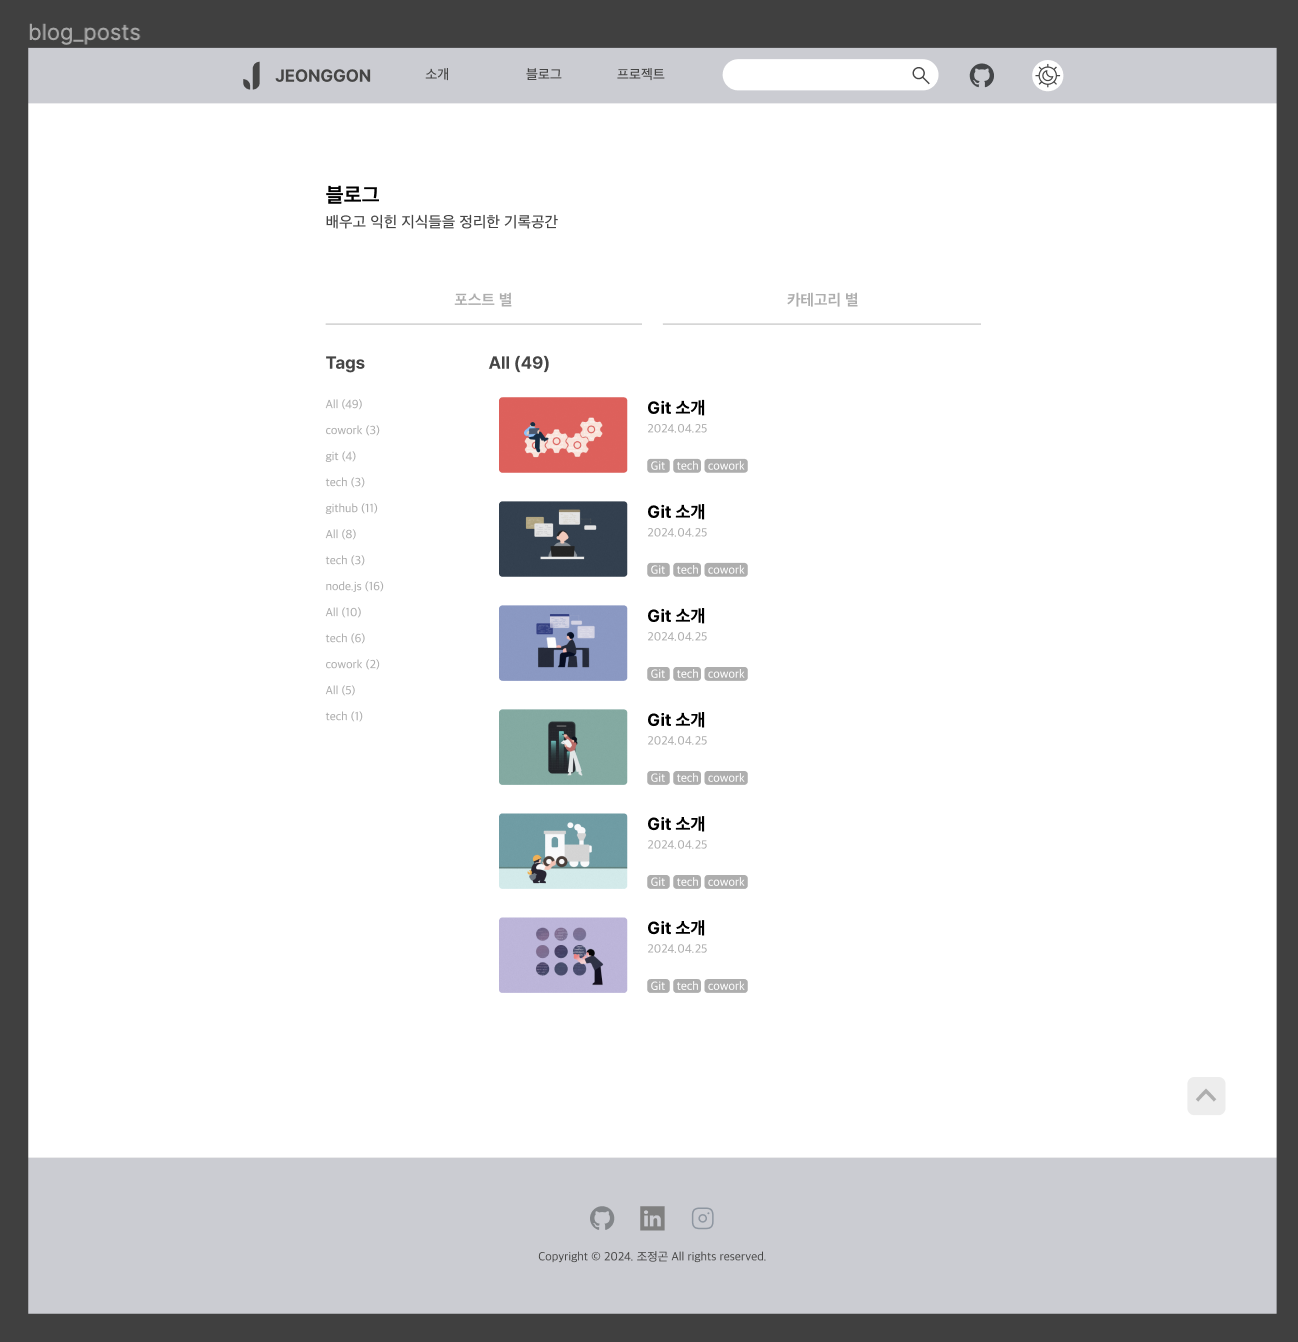 blog_posts
JEONGGON 소개 블로그 프로젝트
블로그
배우고 익힌 지식들을 정리한 기록공간
포스트 별 카테고리 별
Tags
All (49)
cowork (3)
git (4)
tech (3)
github (11)
All (8)
tech (3)
node.js (16)
All (10)
tech (6)
cowork (2)
All (5)
tech (1)
All (49)
Git 소개
2024.04.25
Git tech cowork
Git 소개
2024.04.25
Git tech cowork
Git 소개
2024.04.25
Git tech cowork
Git 소개
2024.04.25
Git tech cowork
Git 소개
2024.04.25
Git tech cowork
Git 소개
2024.04.25
Git tech cowork
Copyright © 2024. 조정곤 All rights reserved.